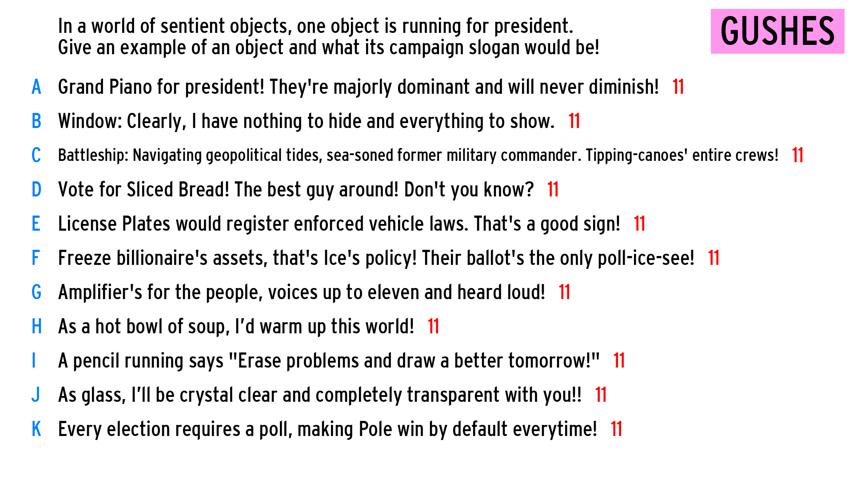 In a world of sentient objects, one object is running for president.
Give an example of an object and what its campaign slogan would be!
GUSHES
A Grand Piano for president! They're majorly dominant and will never diminish! 11
B Window: Clearly, I have nothing to hide and everything to show. 11
C Battleship: Navigating geopolitical tides, sea-soned former military commander. Tipping-canoes' entire crews! 11
D Vote for Sliced Bread! The best guy around! Don't you know? 11
E License Plates would register enforced vehicle laws. That's a good sign! 11
F Freeze billionaire's assets, that's Ice's policy! Their ballot's the only poll-ice-see! 11
G Amplifier's for the people, voices up to eleven and heard loud! 11
H As a hot bowl of soup, I'd warm up this world! 11
I A pencil running says "Erase problems and draw a better tomorrow!" 11
J As glass, I'll be crystal clear and completely transparent with you!! 11
K Every election requires a poll, making Pole win by default everytime! 11